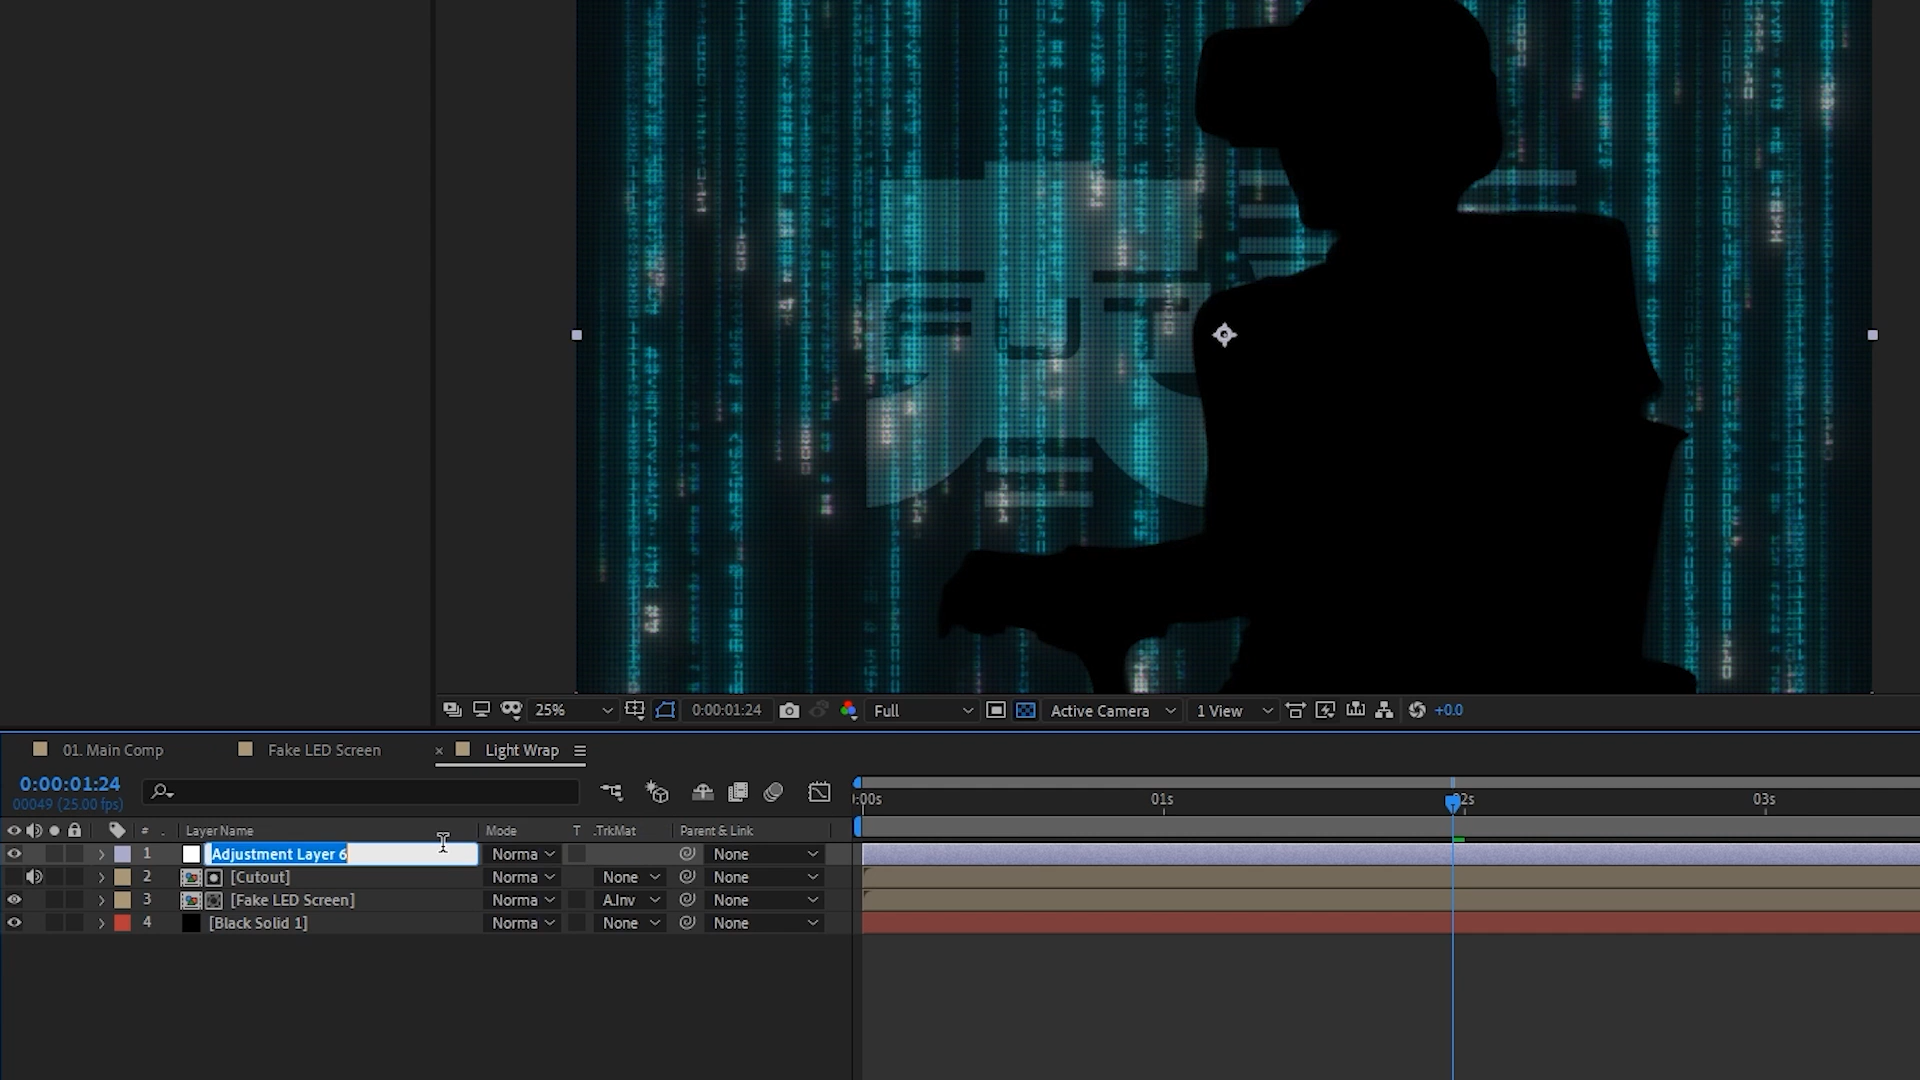 FUT
25%
0:00:01:24
Full
Active Camera
1 View
+0.0
01. Main Comp
Fake LED Screen
× Light Wrap
0:00:01:24
00049 (25.00 fps)
:00s 01s 02s 03s
# . Layer Name Mode T .TrkMat Parent & Link
1 Adjustment Layer 6 Norma None
2 [Cutout] Norma None None
3 [Fake LED Screen] Norma A.Inv None
4 [Black Solid 1] Norma None None